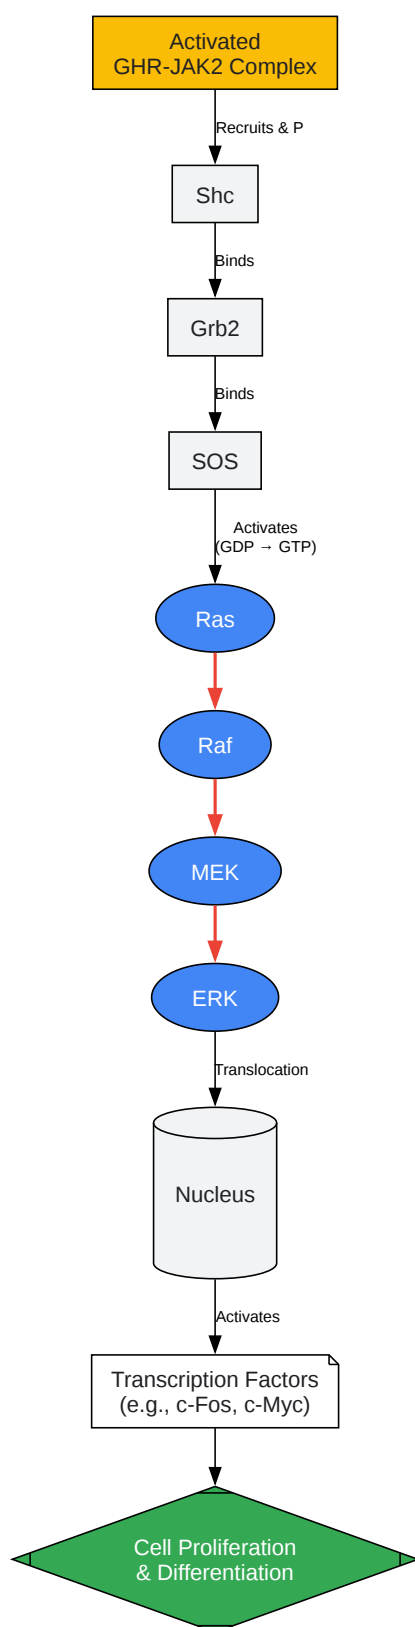 Activated
GHR-JAK2 Complex
Recruits & P
Shc
Binds
Grb2
Binds
SOS
Activates
(GDP → GTP)
Ras
Raf
MEK
ERK
Translocation
Nucleus
Activates
Transcription Factors
(e.g., c-Fos, c-Myc)
Cell Proliferation
& Differentiation